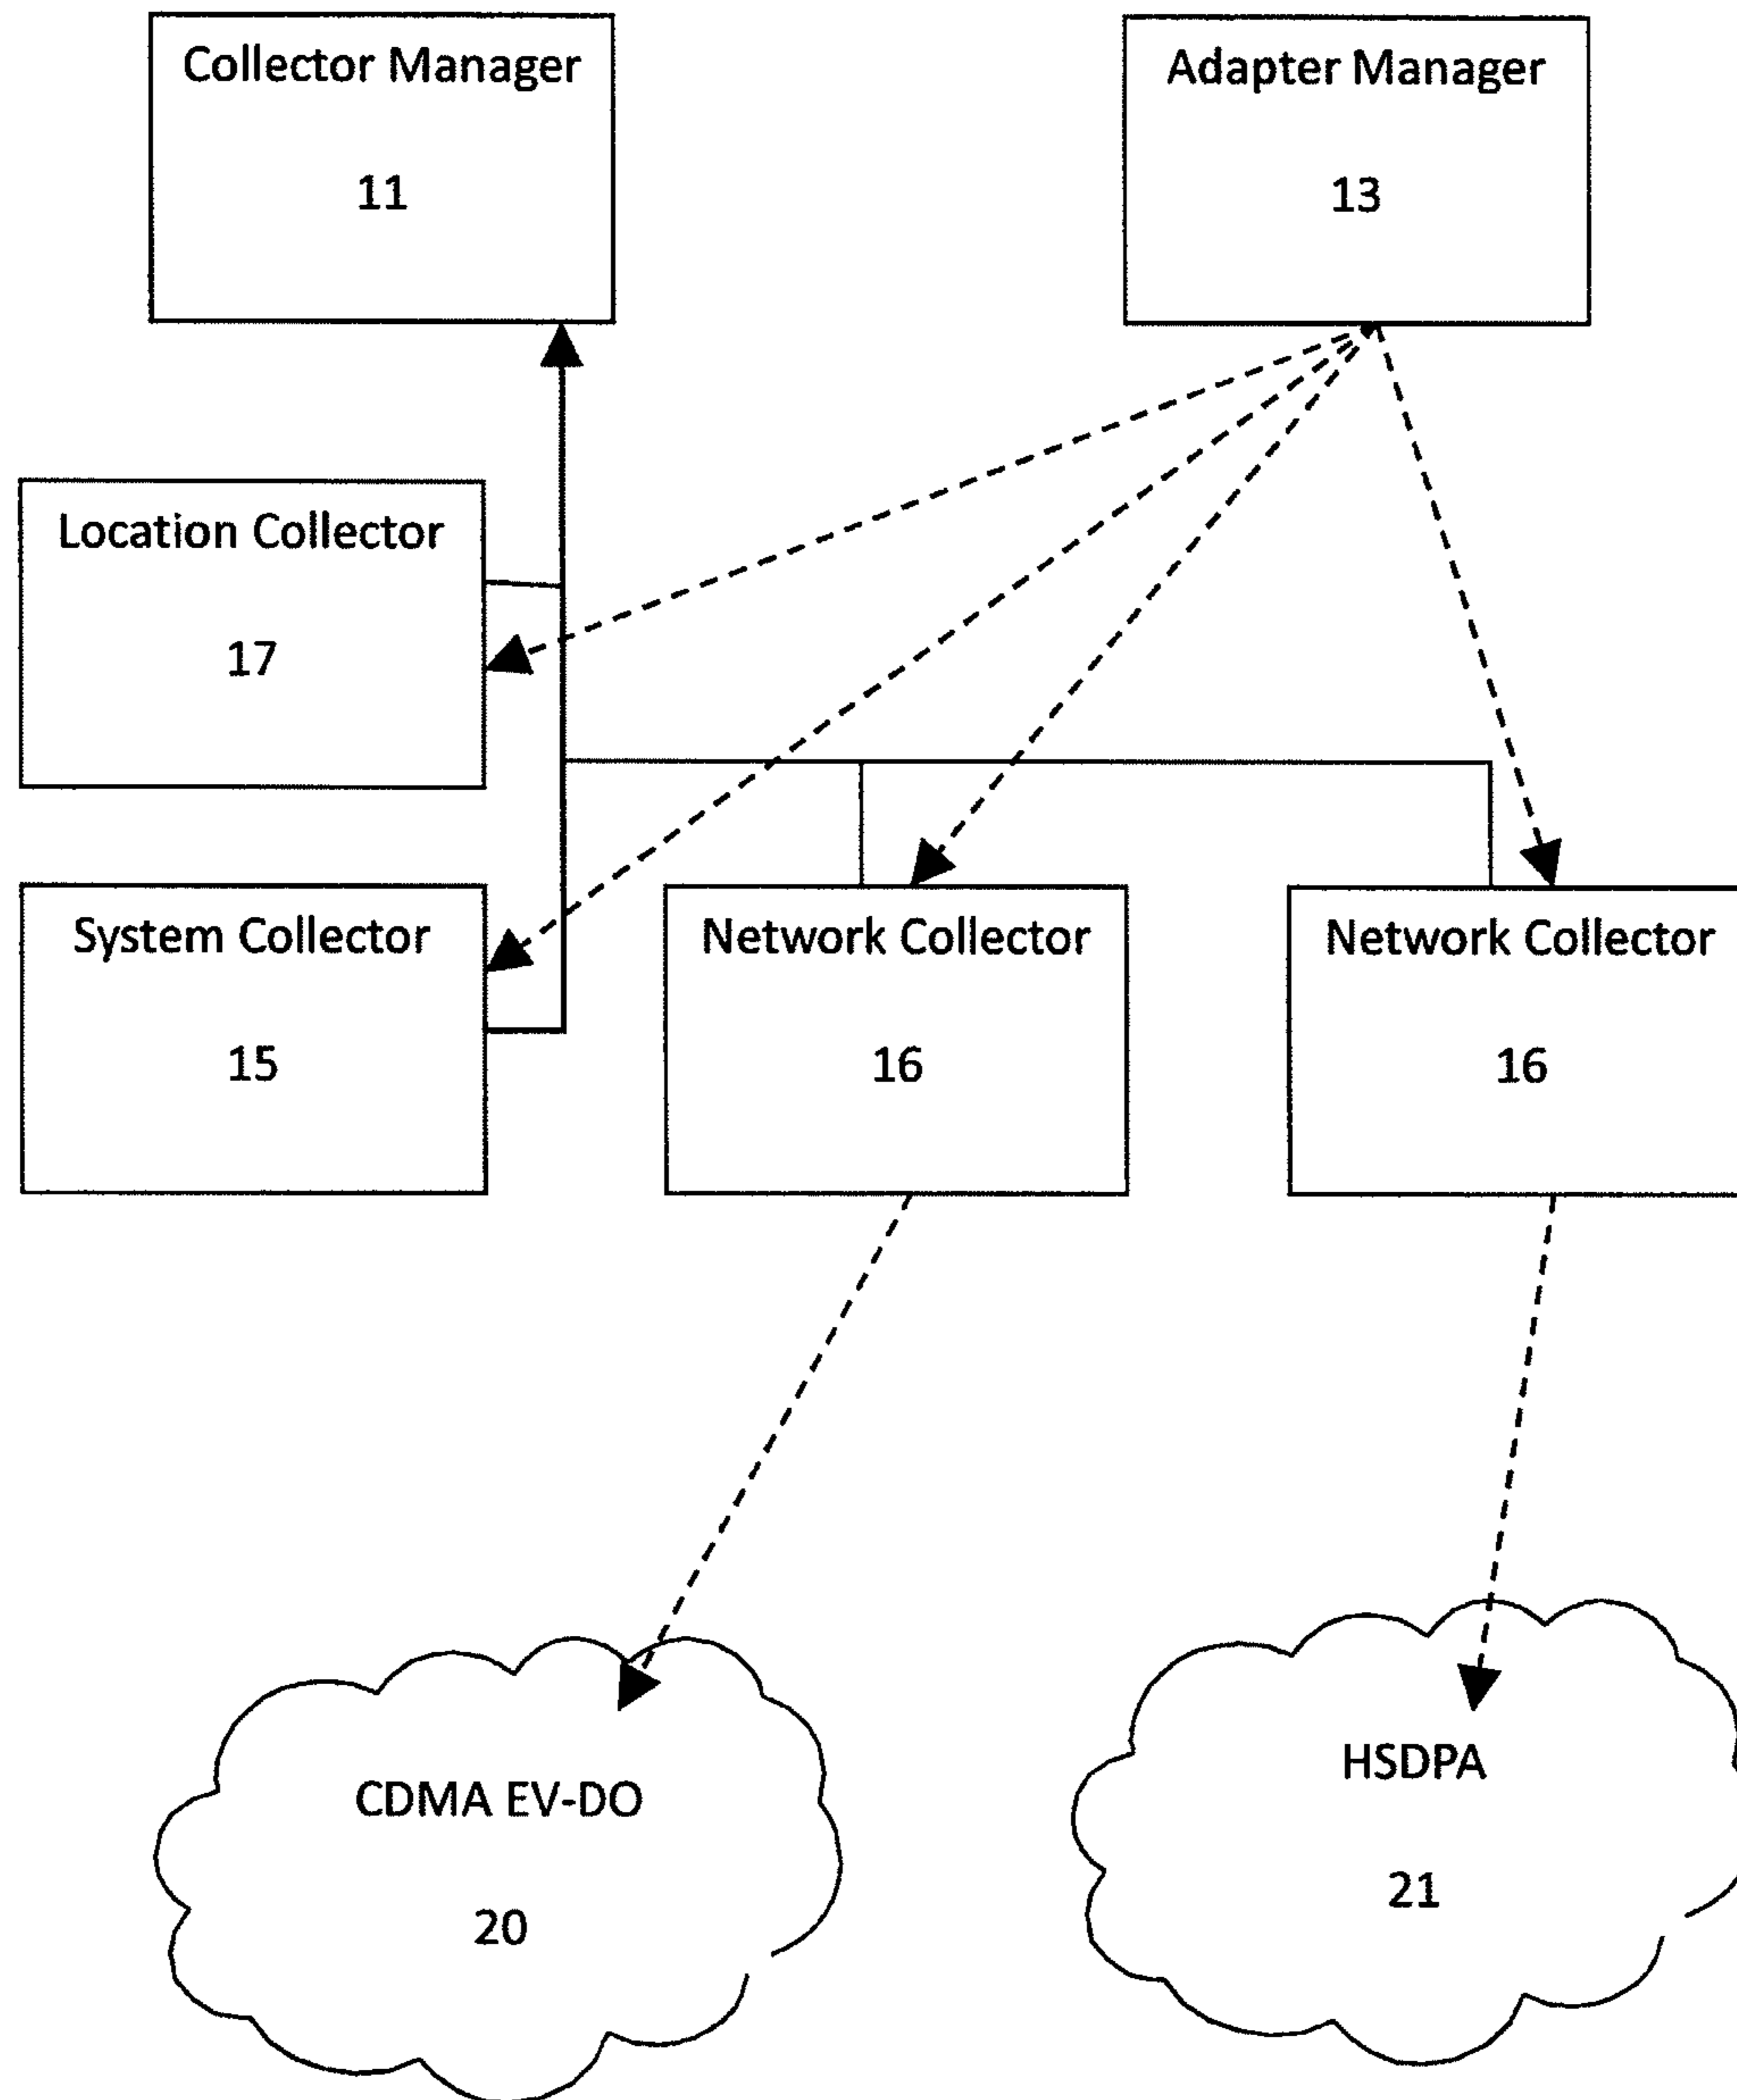 Collector Manager
11
Adapter Manager
13
Location Collector
17
System Collector
15
Network Collector
16
Network Collector
16
CDMA EV-DO
20
HSDPA
21